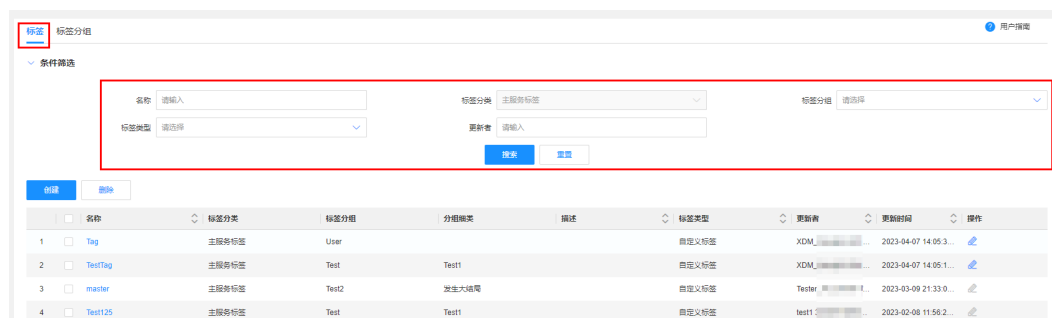 标签 标签分组 用户指南
条件筛选
名称 请输入 标签分类 主服务标签 标签分组 请选择
标签类型 请选择 更新者 请输入
搜索 重置
创建 删除
名称 标签分类 标签分组 分组细类 描述 标签类型 更新者 更新时间 操作
1 Tag 主服务标签 User 自定义标签 XDM_ ... 2023-04-07 14:05:3...
2 TestTag 主服务标签 Test Test1 自定义标签 XDM_ ... 2023-04-07 14:05:1...
3 master 主服务标签 Test2 发生大结局 自定义标签 Tester_ ... 2023-03-09 21:33:0...
4 Test125 主服务标签 Test Test1 自定义标签 test1 ... 2023-02-08 11:56:2...